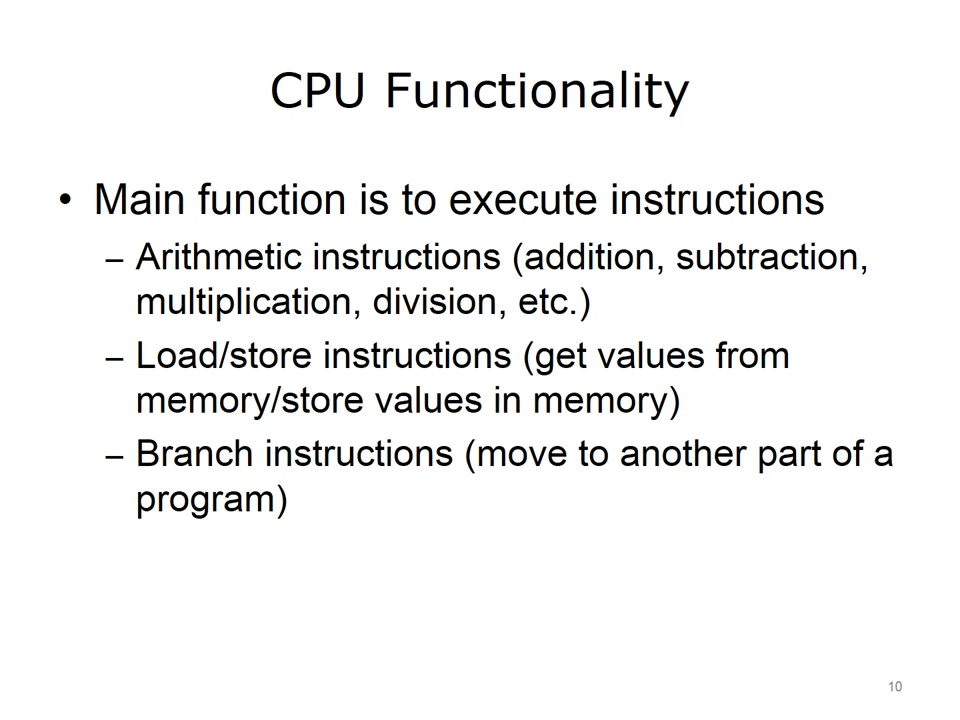 CPU Functionality
• Main function is to execute instructions
– Arithmetic instructions (addition, subtraction,
multiplication, division, etc.)
– Load/store instructions (get values from
memory/store values in memory)
– Branch instructions (move to another part of a
program)
10